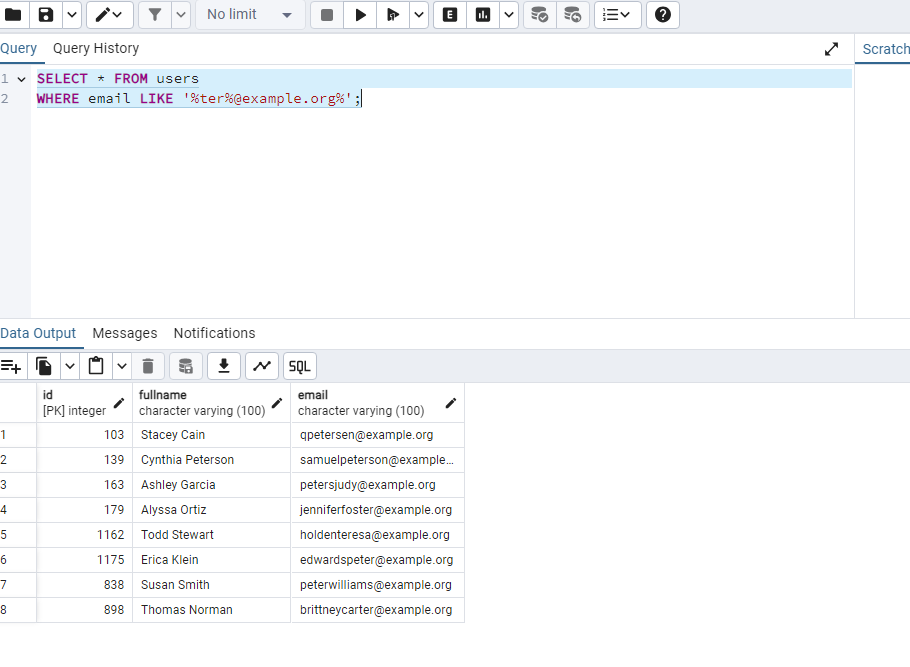 No limit
E
SQL
Query Query History
Scratch
1 SELECT * FROM users
2 WHERE email LIKE '%ter%@example.org%';
Data Output Messages Notifications
SQL
id fullname email
[PK] integer character varying (100) character varying (100)
1 103 Stacey Cain qpetersen@example.org
2 139 Cynthia Peterson samuelpeterson@example...
3 163 Ashley Garcia petersjudy@example.org
4 179 Alyssa Ortiz jenniferfoster@example.org
5 1162 Todd Stewart holdenteresa@example.org
6 1175 Erica Klein edwardspeter@example.org
7 838 Susan Smith peterwilliams@example.org
8 898 Thomas Norman brittneycarter@example.org